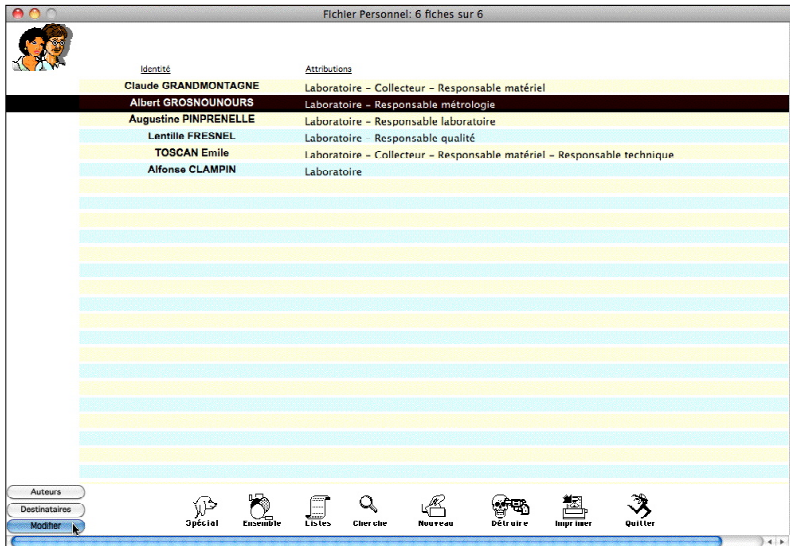 Fichier Personnel: 6 fiches sur 6
Identité Attributions
Claude GRANDMONTAGNE Laboratoire – Collecteur – Responsable matériel
Albert GROSNOUNOURS Laboratoire – Responsable métrologie
Augustine PINPRENELLE Laboratoire – Responsable laboratoire
Lentille FRESNEL Laboratoire – Responsable qualité
TOSCAN Emile Laboratoire – Collecteur – Responsable matériel – Responsable technique
Alfonse CLAMPIN Laboratoire
Auteurs
Destinataires
Modifier
Spécial Ensemble Listes Cherche Nouveau Détruire Imprimer Quitter